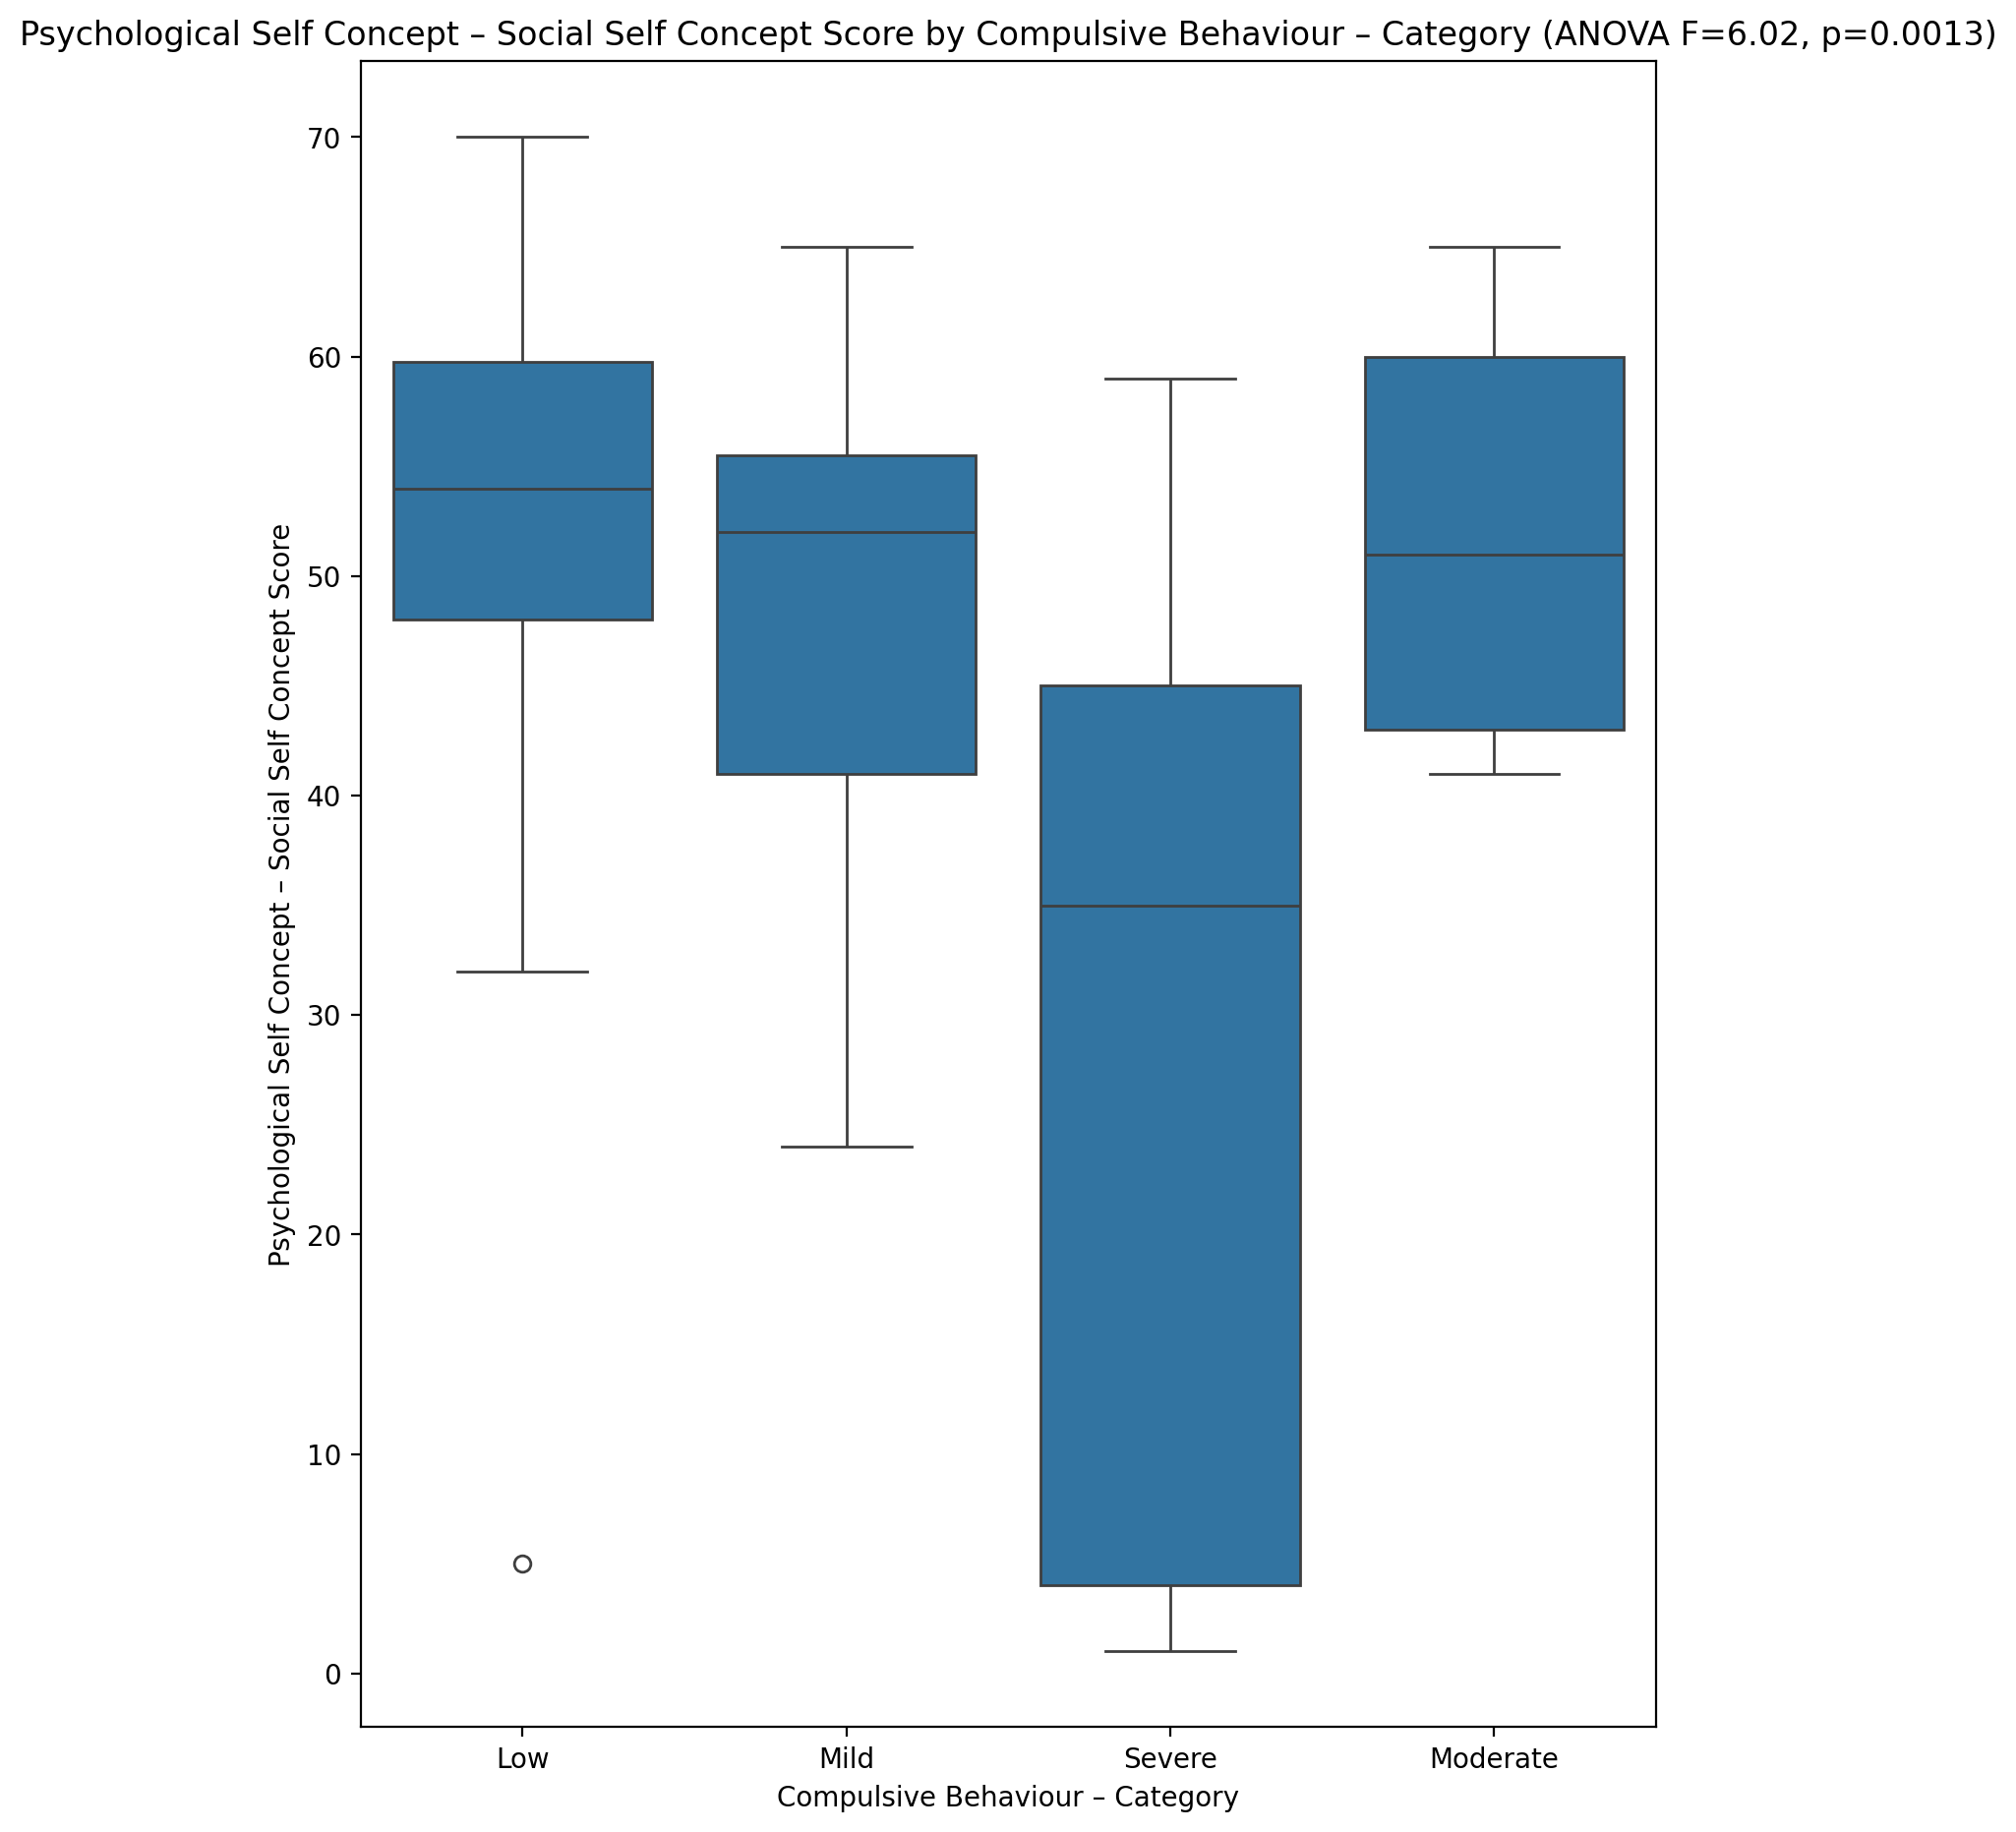 Psychological Self Concept – Social Self Concept Score by Compulsive Behaviour – Category (ANOVA F=6.02, p=0.0013)
Psychological Self Concept – Social Self Concept Score
70
60
50
40
30
20
10
0
Low Mild Severe Moderate
Compulsive Behaviour – Category